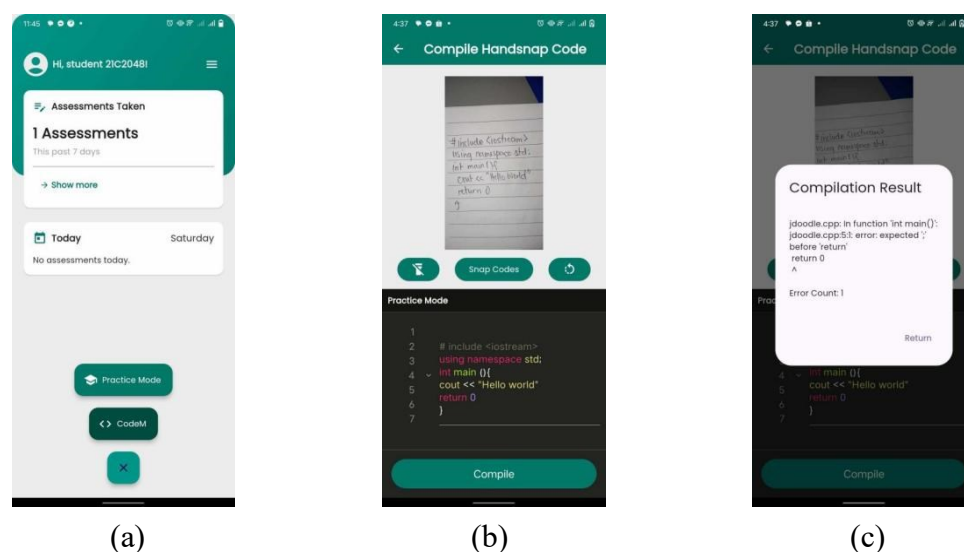 11:45
Hi, student 21C2048!
Assessments Taken
1 Assessments
This past 7 days
→ Show more
Today Saturday
No assessments today.
Practice Mode
<> CodeM
×
(a)
4:37
← Compile Handsnap Code
#include <iostream>
using namespace std;
int main(){
cout << "Hello World"
return 0
}
Snap Codes
Practice Mode
1
2 # include <iostream>
3 using namespace std;
4 int main (){
5 cout << "Hello world"
6 return 0
7 }
Compile
(b)
4:37
← Compile Handsnap Code
Compilation Result
jdoodle.cpp: In function 'int main()':
jdoodle.cpp:5:1: error: expected ';'
before 'return'
return 0
^
Error Count: 1
Return
4 int main (){
5 cout << "Hello world"
6 return 0
7 }
Compile
(c)